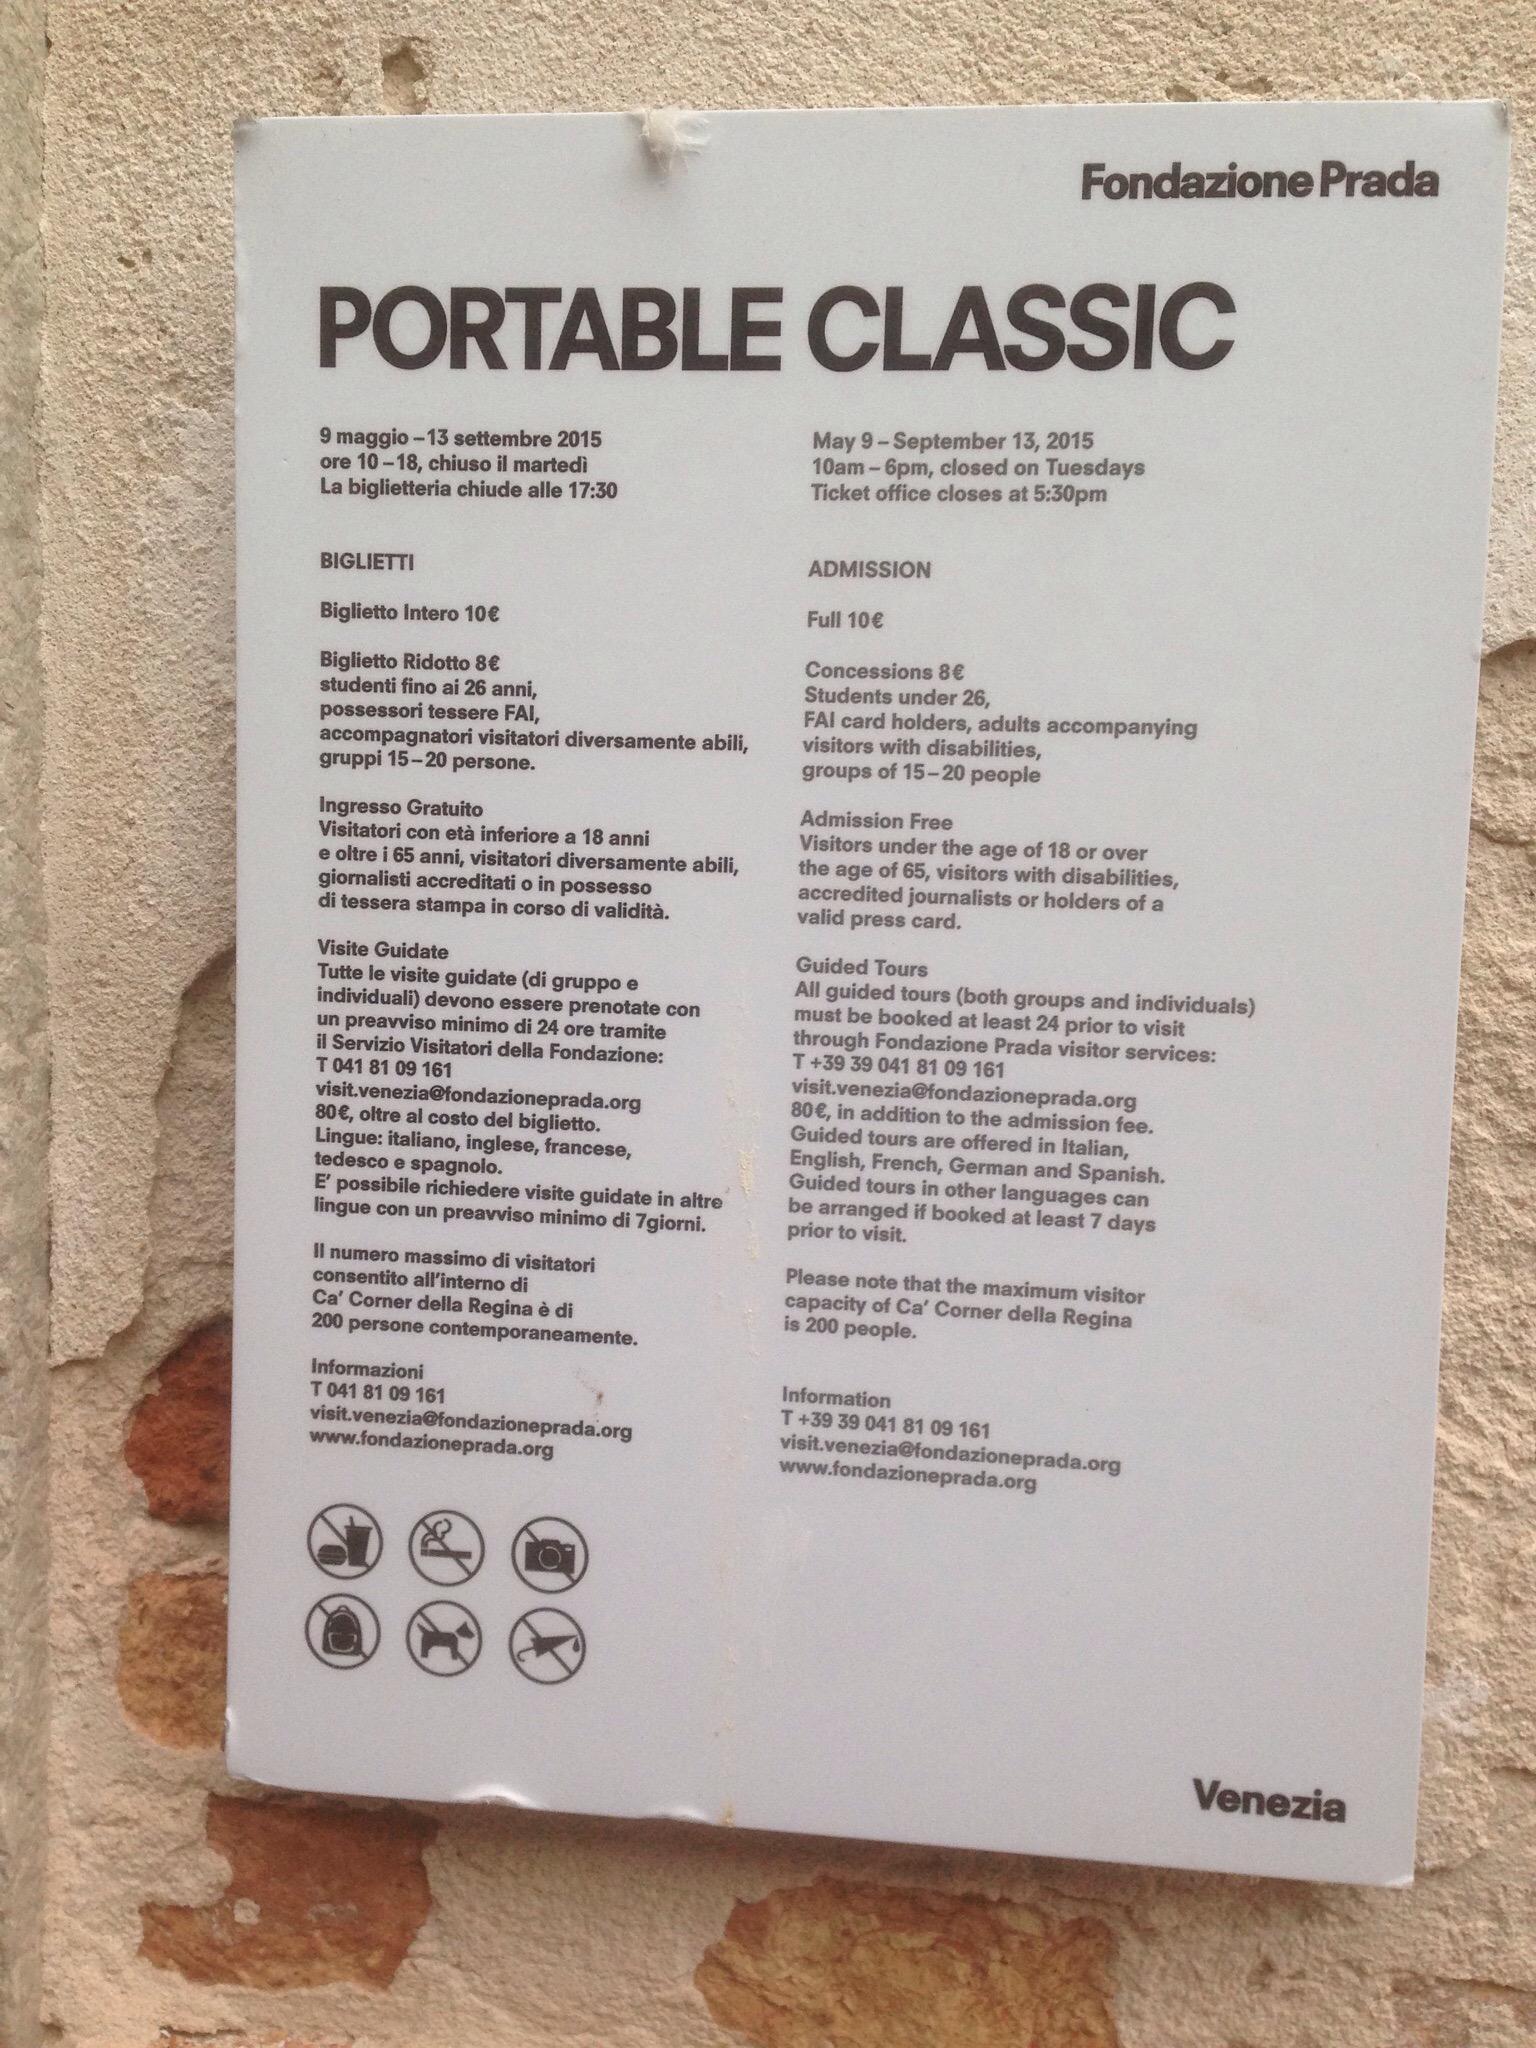 Fondazione Prada
PORTABLE CLASSIC
9 maggio – 13 settembre 2015
ore 10 – 18, chiuso il martedì
La biglietteria chiude alle 17:30
BIGLIETTI
Biglietto Intero 10€
Biglietto Ridotto 8€
studenti fino ai 26 anni,
possessori tessere FAI,
accompagnatori visitatori diversamente abili,
gruppi 15 – 20 persone.
Ingresso Gratuito
Visitatori con età inferiore a 18 anni
e oltre i 65 anni, visitatori diversamente abili,
giornalisti accreditati o in possesso
di tessera stampa in corso di validità.
Visite Guidate
Tutte le visite guidate (di gruppo e
individuali) devono essere prenotate con
un preavviso minimo di 24 ore tramite
il Servizio Visitatori della Fondazione:
T 041 81 09 161
visit.venezia@fondazioneprada.org
80€, oltre al costo del biglietto.
Lingue: italiano, inglese, francese,
tedesco e spagnolo.
E' possibile richiedere visite guidate in altre
lingue con un preavviso minimo di 7giorni.
Il numero massimo di visitatori
consentito all'interno di
Ca' Corner della Regina è di
200 persone contemporaneamente.
Informazioni
T 041 81 09 161
visit.venezia@fondazioneprada.org
www.fondazioneprada.org
May 9 – September 13, 2015
10am – 6pm, closed on Tuesdays
Ticket office closes at 5:30pm
ADMISSION
Full 10€
Concessions 8€
Students under 26,
FAI card holders, adults accompanying
visitors with disabilities,
groups of 15 – 20 people
Admission Free
Visitors under the age of 18 or over
the age of 65, visitors with disabilities,
accredited journalists or holders of a
valid press card.
Guided Tours
All guided tours (both groups and individuals)
must be booked at least 24 prior to visit
through Fondazione Prada visitor services:
T +39 39 041 81 09 161
visit.venezia@fondazioneprada.org
80€, in addition to the admission fee.
Guided tours are offered in Italian,
English, French, German and Spanish.
Guided tours in other languages can
be arranged if booked at least 7 days
prior to visit.
Please note that the maximum visitor
capacity of Ca' Corner della Regina
is 200 people.
Information
T +39 39 041 81 09 161
visit.venezia@fondazioneprada.org
www.fondazioneprada.org
Venezia